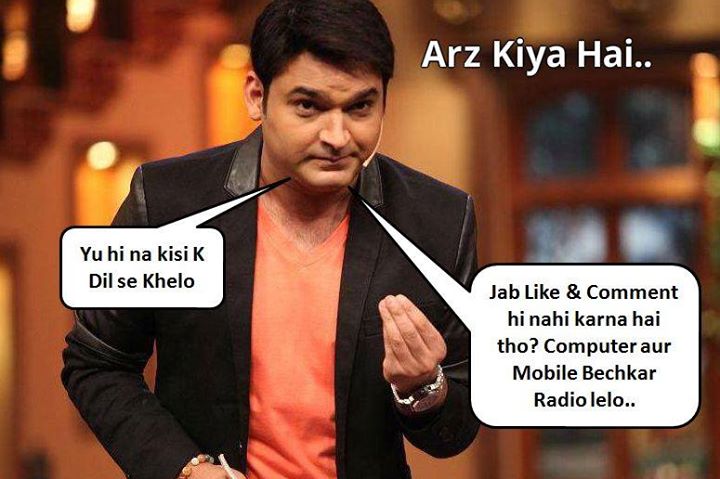 Arz Kiya Hai..
Yu hi na kisi K
Dil se Khelo
Jab Like & Comment
hi nahi karna hai
tho? Computer aur
Mobile Bechkar
Radio lelo..